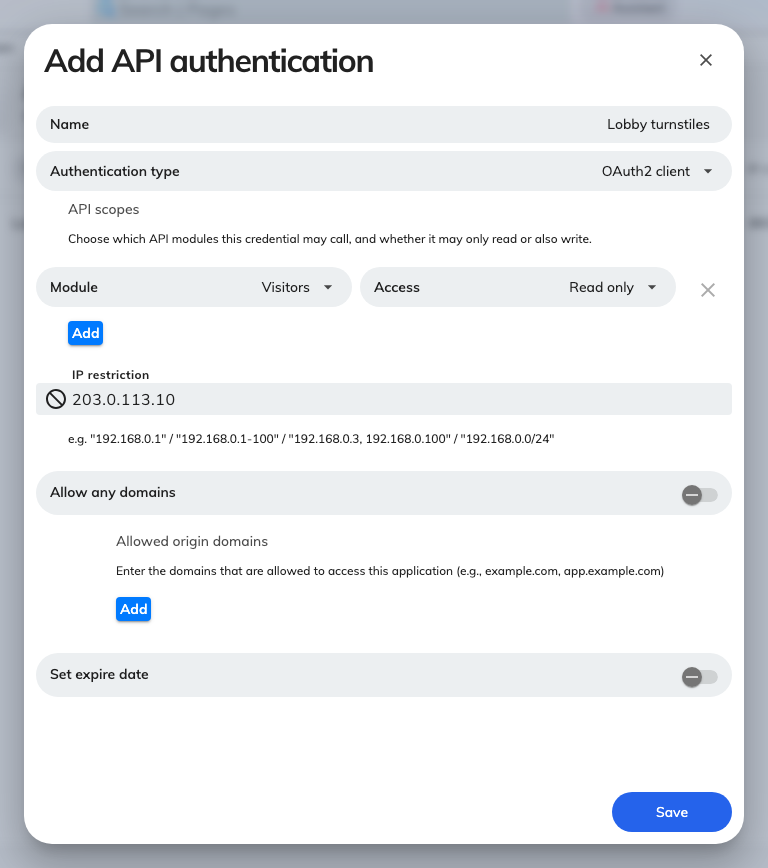 Add API authentication
Name Lobby turnstiles
Authentication type OAuth2 client
API scopes
Choose which API modules this credential may call, and whether it may only read or also write.
Module Visitors Access Read only
Add
IP restriction
203.0.113.10
e.g. "192.168.0.1" / "192.168.0.1-100" / "192.168.0.3, 192.168.0.100" / "192.168.0.0/24"
Allow any domains
Allowed origin domains
Enter the domains that are allowed to access this application (e.g., example.com, app.example.com)
Add
Set expire date
Save